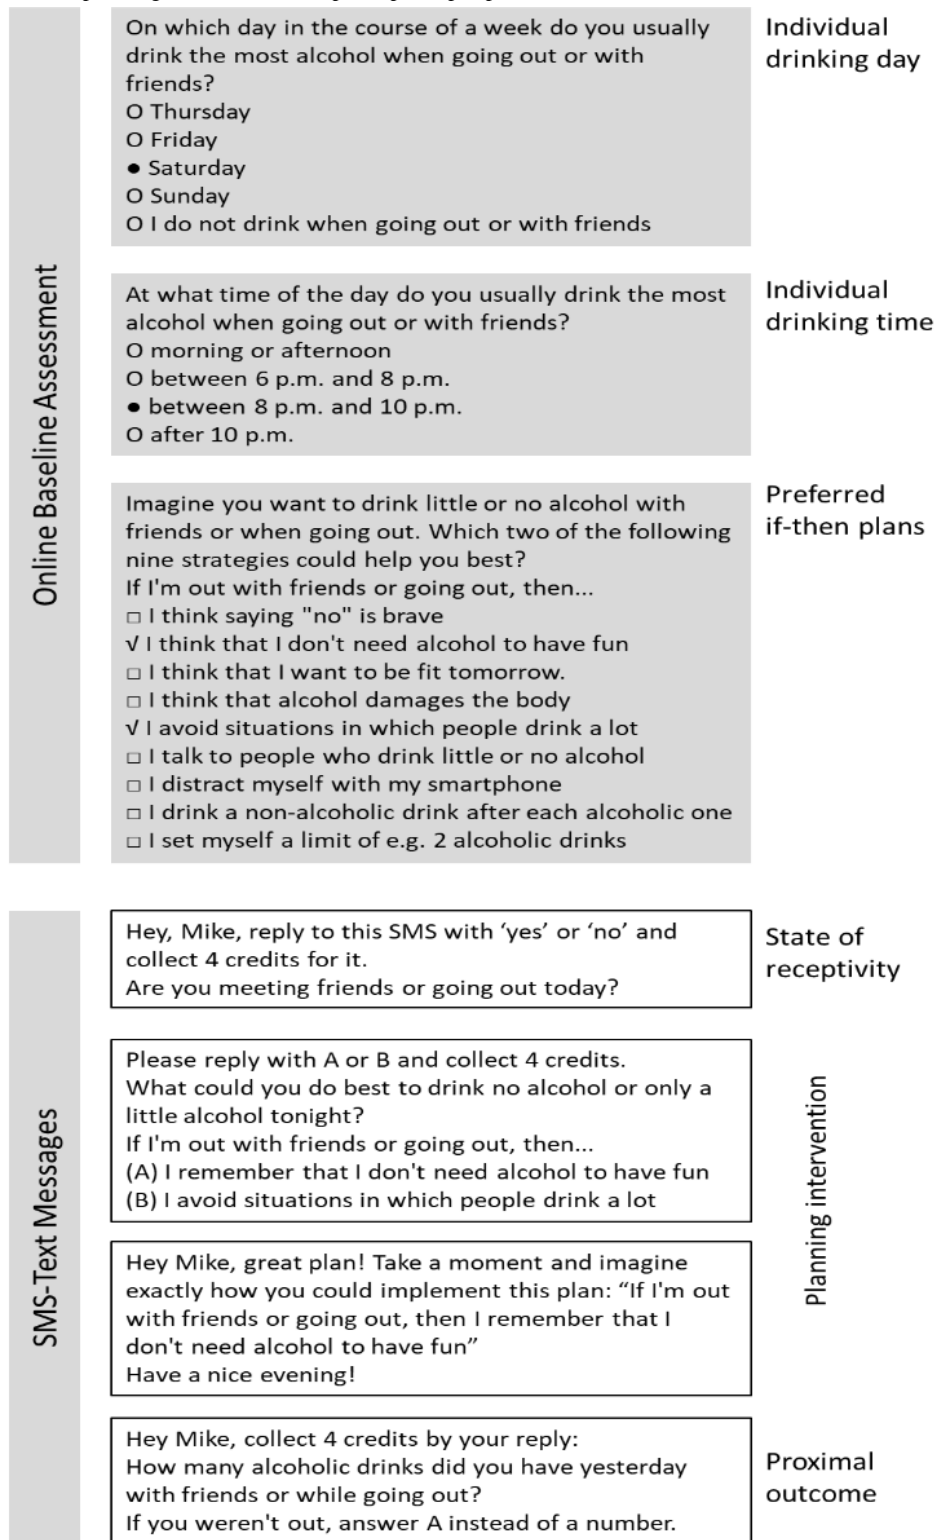 On which day in the course of a week do you usually
drink the most alcohol when going out or with
friends?
O Thursday
O Friday
● Saturday
O Sunday
O I do not drink when going out or with friends
Individual
drinking day
Online Baseline Assessment
At what time of the day do you usually drink the most
alcohol when going out or with friends?
O morning or afternoon
O between 6 p.m. and 8 p.m.
● between 8 p.m. and 10 p.m.
O after 10 p.m.
Individual
drinking time
Imagine you want to drink little or no alcohol with
friends or when going out. Which two of the following
nine strategies could help you best?
If I'm out with friends or going out, then...
□ I think saying "no" is brave
√ I think that I don't need alcohol to have fun
□ I think that I want to be fit tomorrow.
□ I think that alcohol damages the body
√ I avoid situations in which people drink a lot
□ I talk to people who drink little or no alcohol
□ I distract myself with my smartphone
□ I drink a non-alcoholic drink after each alcoholic one
□ I set myself a limit of e.g. 2 alcoholic drinks
Preferred
if-then plans
SMS-Text Messages
Hey, Mike, reply to this SMS with ‘yes’ or ‘no’ and
collect 4 credits for it.
Are you meeting friends or going out today?
State of
receptivity
Please reply with A or B and collect 4 credits.
What could you do best to drink no alcohol or only a
little alcohol tonight?
If I'm out with friends or going out, then...
(A) I remember that I don't need alcohol to have fun
(B) I avoid situations in which people drink a lot
Planning intervention
Hey Mike, great plan! Take a moment and imagine
exactly how you could implement this plan: “If I'm out
with friends or going out, then I remember that I
don't need alcohol to have fun”
Have a nice evening!
Hey Mike, collect 4 credits by your reply:
How many alcoholic drinks did you have yesterday
with friends or while going out?
If you weren't out, answer A instead of a number.
Proximal
outcome